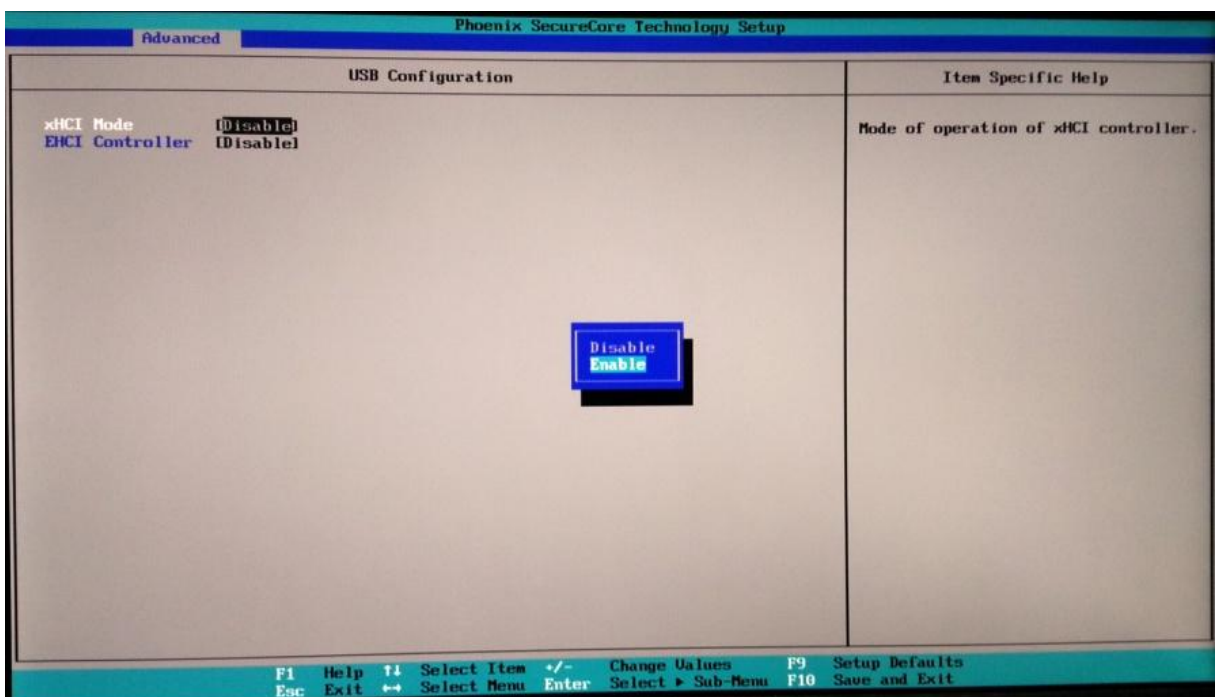 Phoenix SecureCore Technology Setup
Advanced
USB Configuration
Item Specific Help
xHCI Mode [Disable]
EHCI Controller [Disable]
Mode of operation of xHCI controller.
Disable
Enable
F1 Help ↑↓ Select Item +/- Change Values F9 Setup Defaults
Esc Exit ↔ Select Menu Enter Select ▶ Sub-Menu F10 Save and Exit